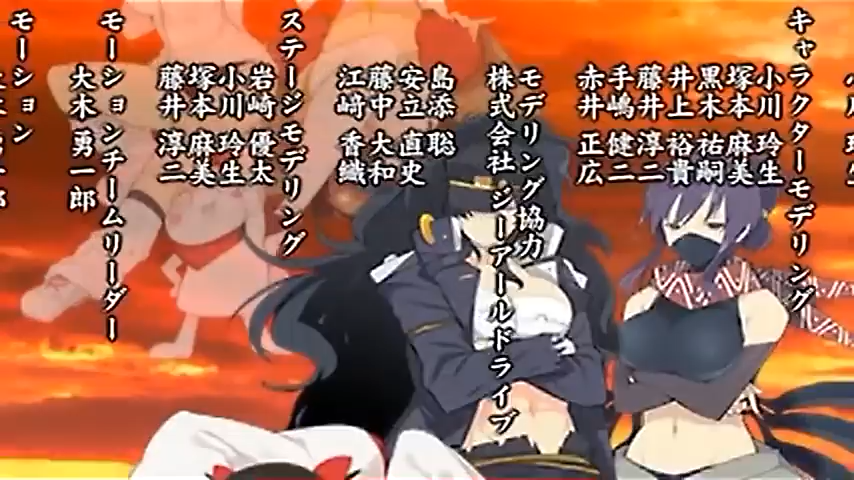 キャラクターモデリング
小川 玲生
塚本 麻美
黒木 祐嗣
井上 裕貴
藤井 淳二
手嶋 健二
赤井 正広
モデリング協力
株式会社 ジーアールドライブ
島添 聡
安立 直史
藤中 大和
江崎 香織
ステージモデリング
岩崎 優太
小川 玲生
塚本 麻美
藤井 淳二
モーションチームリーダー
大木 勇一郎
モーション